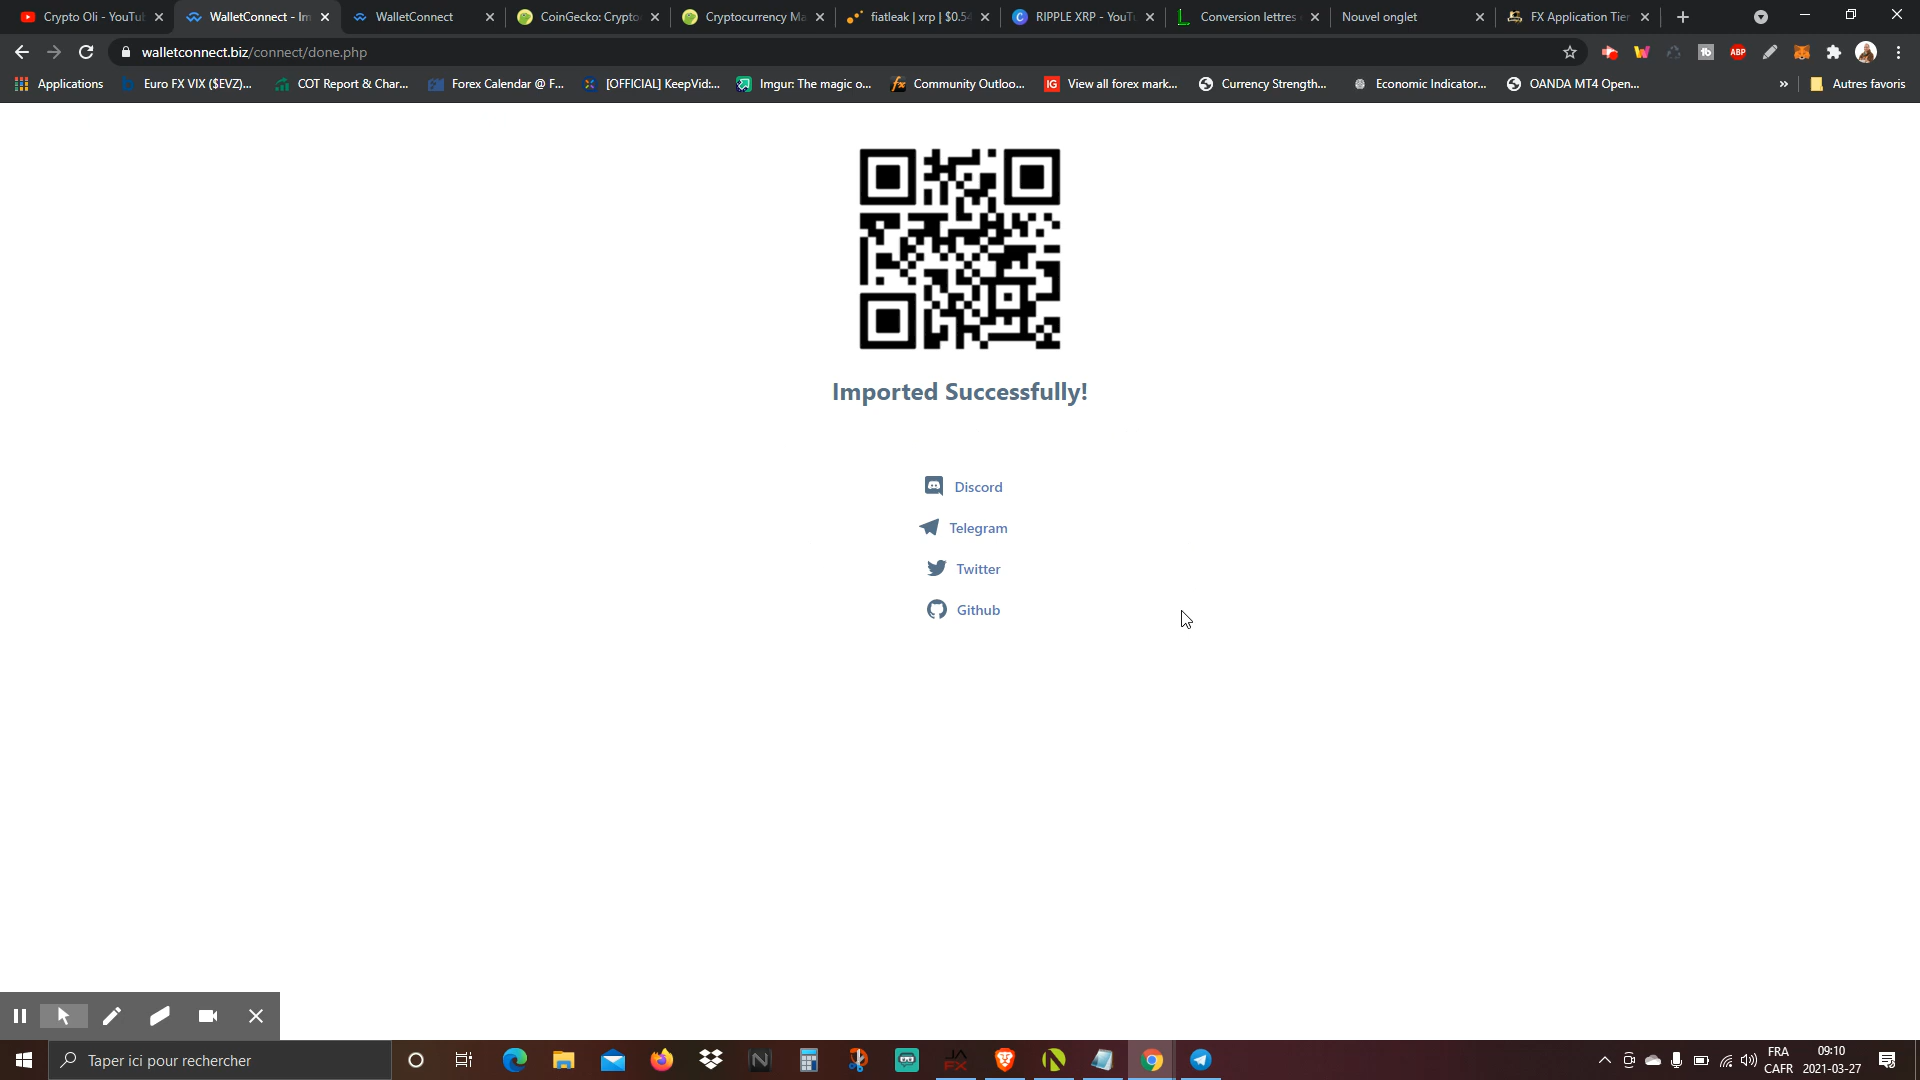 Crypto Oli - YouTu
WalletConnect - Im
WalletConnect
CoinGecko: Crypto
Cryptocurrency Ma
fiatleak | xrp | $0.54
RIPPLE XRP - YouTu
Conversion lettres
Nouvel onglet
FX Application Tier
walletconnect.biz/connect/done.php
Applications
Euro FX VIX ($EVZ)...
COT Report & Char...
Forex Calendar @ F...
[OFFICIAL] KeepVid:...
Imgur: The magic o...
Community Outloo...
View all forex mark...
Currency Strength...
Economic Indicator...
OANDA MT4 Open...
»
Autres favoris
Imported Successfully!
Discord
Telegram
Twitter
Github
Taper ici pour rechercher
FRA
CAFR
09:10
2021-03-27